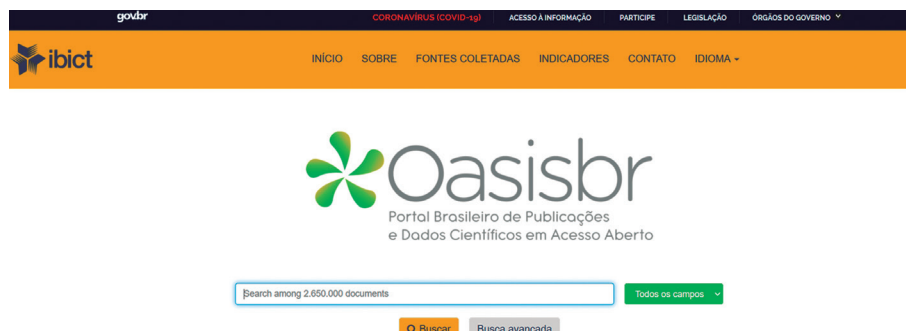 gov.br CORONAVÍRUS (COVID-19) ACESSO À INFORMAÇÃO PARTICIPE LEGISLAÇÃO ÓRGÃOS DO GOVERNO
ibict INÍCIO SOBRE FONTES COLETADAS INDICADORES CONTATO IDIOMA
Oasisbr
Portal Brasileiro de Publicações
e Dados Científicos em Acesso Aberto
Search among 2.650.000 documents Todos os campos
Buscar Busca avançada